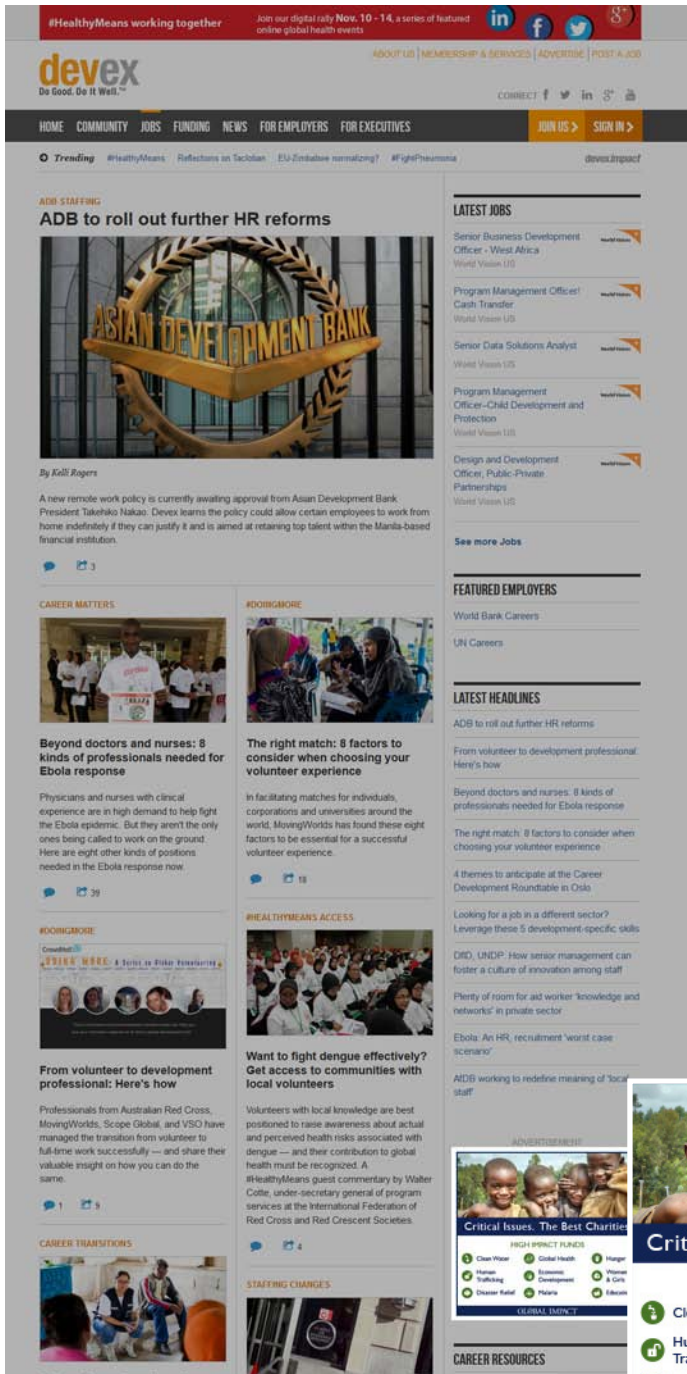 #HealthyMeans working together
Join our digital rally Nov. 10 - 14, a series of featured
online global health events
in f 8+
ABOUT US | MEMBERSHIP & SERVICES | ADVERTISE | POST A JOB
devex
Do Good. Do It Well.™
CONNECT
HOME COMMUNITY JOBS FUNDING NEWS FOR EMPLOYERS FOR EXECUTIVES
JOIN US > SIGN IN >
Trending #HealthyMeans Reflections on Tacloban EU-Zimbabwe normalizing? #FightPneumonia
devex.impact
ADB STAFFING
ADB to roll out further HR reforms
ASIAN DEVELOPMENT BANK
By Kelli Rogers
A new remote work policy is currently awaiting approval from Asian Development Bank
President Takehiko Nakao. Devex learns the policy could allow certain employees to work from
home indefinitely if they can justify it and is aimed at retaining top talent within the Manila-based
financial institution.
3
CAREER MATTERS
Beyond doctors and nurses: 8
kinds of professionals needed for
Ebola response
Physicians and nurses with clinical
experience are in high demand to help fight
the Ebola epidemic. But they aren't the only
ones being called to work on the ground.
Here are eight other kinds of positions
needed in the Ebola response now.
39
#DOINGMORE
DOING MORE: A Series on Global Volunteering
From volunteer to development
professional: Here's how
Professionals from Australian Red Cross,
MovingWorlds, Scope Global, and VSO have
managed the transition from volunteer to
full-time work successfully — and share their
valuable insight on how you can do the
same.
1 9
CAREER TRANSITIONS
#DOINGMORE
The right match: 8 factors to
consider when choosing your
volunteer experience
In facilitating matches for individuals,
corporations and universities around the
world, MovingWorlds has found these eight
factors to be essential for a successful
volunteer experience.
18
#HEALTHYMEANS ACCESS
Want to fight dengue effectively?
Get access to communities with
local volunteers
Volunteers with local knowledge are best
positioned to raise awareness about actual
and perceived health risks associated with
dengue — and their contribution to global
health must be recognized. A
#HealthyMeans guest commentary by Walter
Cotte, under-secretary general of program
services at the International Federation of
Red Cross and Red Crescent Societies.
4
STAFFING CHANGES
LATEST JOBS
Senior Business Development
Officer - West Africa
World Vision US
Program Management Officer!
Cash Transfer
World Vision US
Senior Data Solutions Analyst
World Vision US
Program Management
Officer–Child Development and
Protection
World Vision US
Design and Development
Officer, Public-Private
Partnerships
World Vision US
See more Jobs
FEATURED EMPLOYERS
World Bank Careers
UN Careers
LATEST HEADLINES
ADB to roll out further HR reforms
From volunteer to development professional:
Here's how
Beyond doctors and nurses: 8 kinds of
professionals needed for Ebola response
The right match: 8 factors to consider when
choosing your volunteer experience
4 themes to anticipate at the Career
Development Roundtable in Oslo
Looking for a job in a different sector?
Leverage these 5 development-specific skills
DfID, UNDP: How senior management can
foster a culture of innovation among staff
Plenty of room for aid worker 'knowledge and
networks' in private sector
Ebola: An HR, recruitment 'worst case
scenario'
AfDB working to redefine meaning of 'local
staff'
ADVERTISEMENT
Critical Issues. The Best Charities
HIGH IMPACT FUNDS
Clean Water Global Health Hunger
Human
Trafficking
Economic
Development
Women
& Girls
Disaster Relief Malaria Educatio
GLOBAL IMPACT
Crit
Cl
Hu
Tra
CAREER RESOURCES